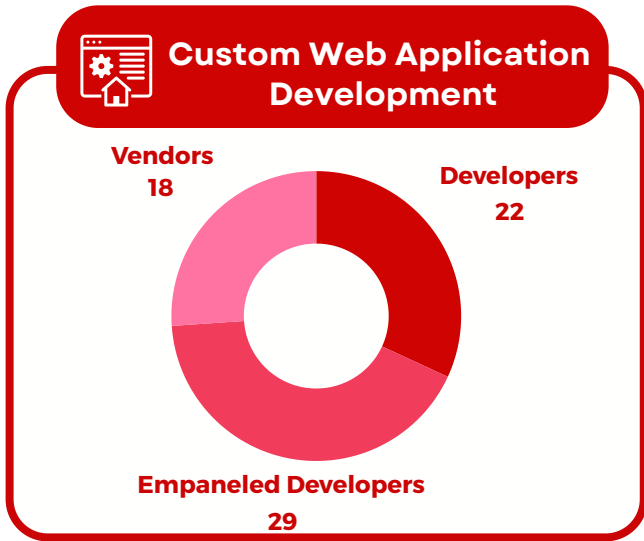 Custom Web Application
Development
Vendors
18
Developers
22
Empaneled Developers
29